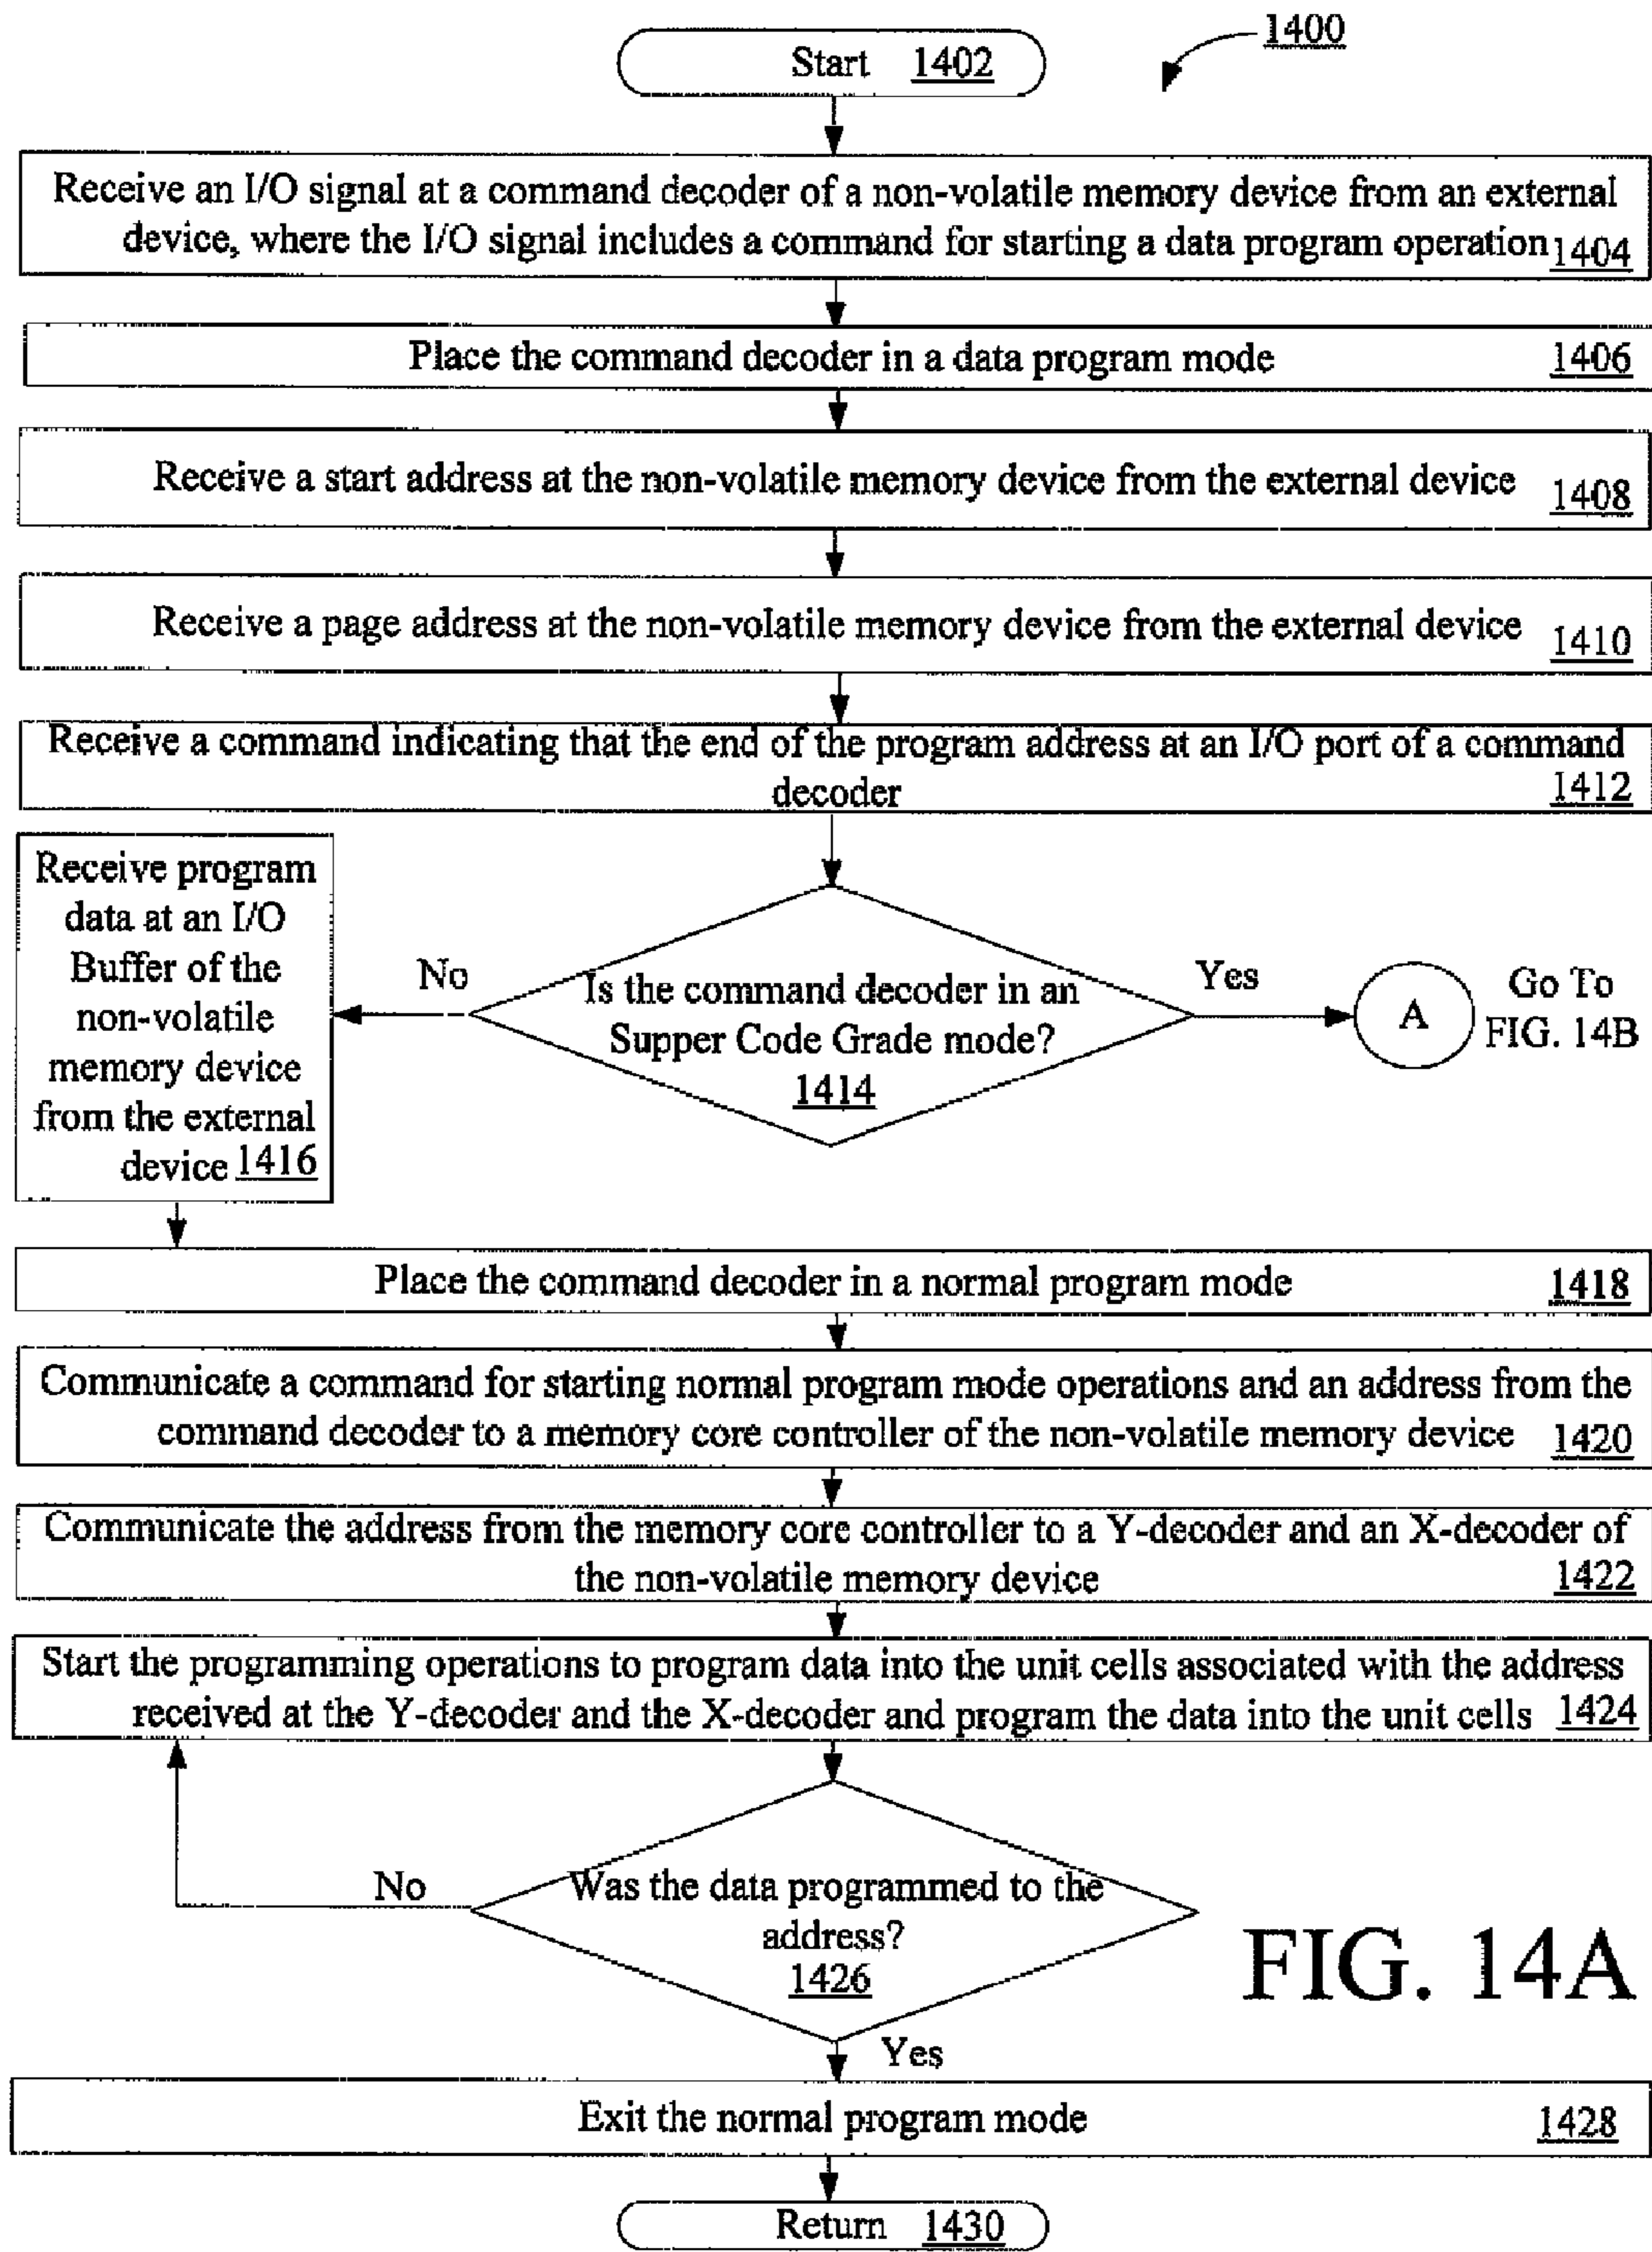 1400
Start 1402
Receive an I/O signal at a command decoder of a non-volatile memory device from an external
device, where the I/O signal includes a command for starting a data program operation 1404
Place the command decoder in a data program mode 1406
Receive a start address at the non-volatile memory device from the external device 1408
Receive a page address at the non-volatile memory device from the external device 1410
Receive a command indicating that the end of the program address at an I/O port of a command
decoder 1412
Receive program
data at an I/O
Buffer of the
non-volatile
memory device
from the external
device 1416
No
Is the command decoder in an
Supper Code Grade mode?
1414
Yes
A
Go To
FIG. 14B
Place the command decoder in a normal program mode 1418
Communicate a command for starting normal program mode operations and an address from the
command decoder to a memory core controller of the non-volatile memory device 1420
Communicate the address from the memory core controller to a Y-decoder and an X-decoder of
the non-volatile memory device 1422
Start the programming operations to program data into the unit cells associated with the address
received at the Y-decoder and the X-decoder and program the data into the unit cells 1424
No
Was the data programmed to the
address?
1426
FIG. 14A
Yes
Exit the normal program mode 1428
Return 1430